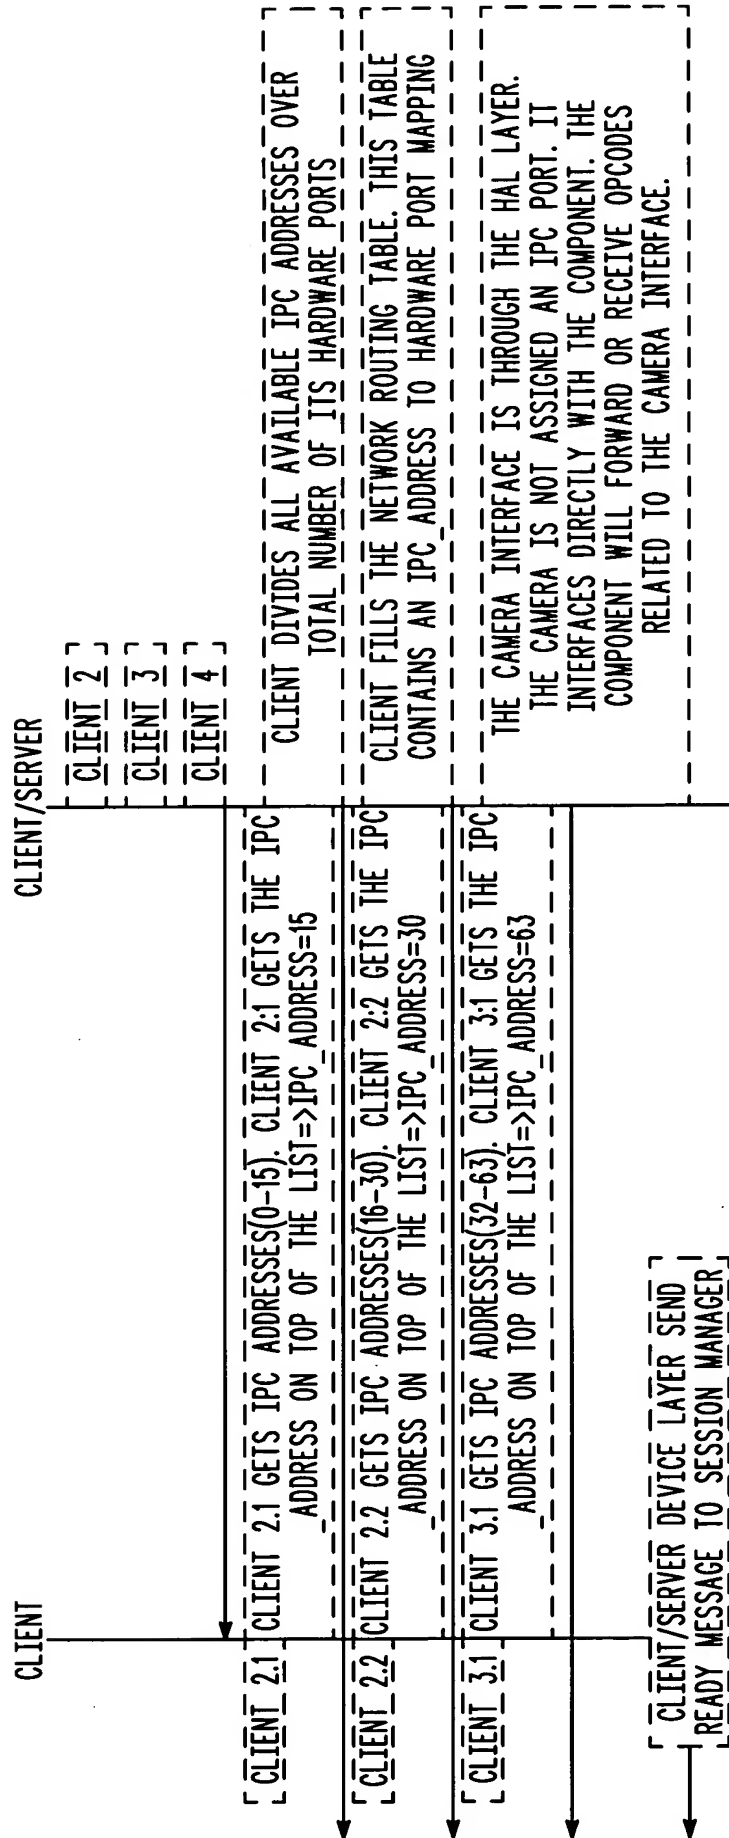 CLIENT
CLIENT/SERVER
CLIENT 2
CLIENT 3
CLIENT 4
CLIENT 2.1
CLIENT 2.1 GETS IPC ADDRESSES(0-15). CLIENT 2:1 GETS THE IPC
_ADDRESS ON TOP OF THE LIST=>IPC_ADDRESS=15
CLIENT DIVIDES ALL AVAILABLE IPC ADDRESSES OVER
TOTAL NUMBER OF ITS HARDWARE PORTS
CLIENT 2.2
CLIENT 2.2 GETS IPC ADDRESSES(16-30). CLIENT 2:2 GETS THE IPC
_ADDRESS ON TOP OF THE LIST=>IPC_ADDRESS=30
CLIENT FILLS THE NETWORK ROUTING TABLE. THIS TABLE
CONTAINS AN IPC_ADDRESS TO HARDWARE PORT MAPPING
CLIENT 3.1
CLIENT 3.1 GETS IPC ADDRESSES(32-63). CLIENT 3:1 GETS THE IPC
_ADDRESS ON TOP OF THE LIST=>IPC_ADDRESS=63
THE CAMERA INTERFACE IS THROUGH THE HAL LAYER.
THE CAMERA IS NOT ASSIGNED AN IPC PORT. IT
INTERFACES DIRECTLY WITH THE COMPONENT. THE
COMPONENT WILL FORWARD OR RECEIVE OPCODES
RELATED TO THE CAMERA INTERFACE.
CLIENT/SERVER DEVICE LAYER SEND
READY MESSAGE TO SESSION MANAGER